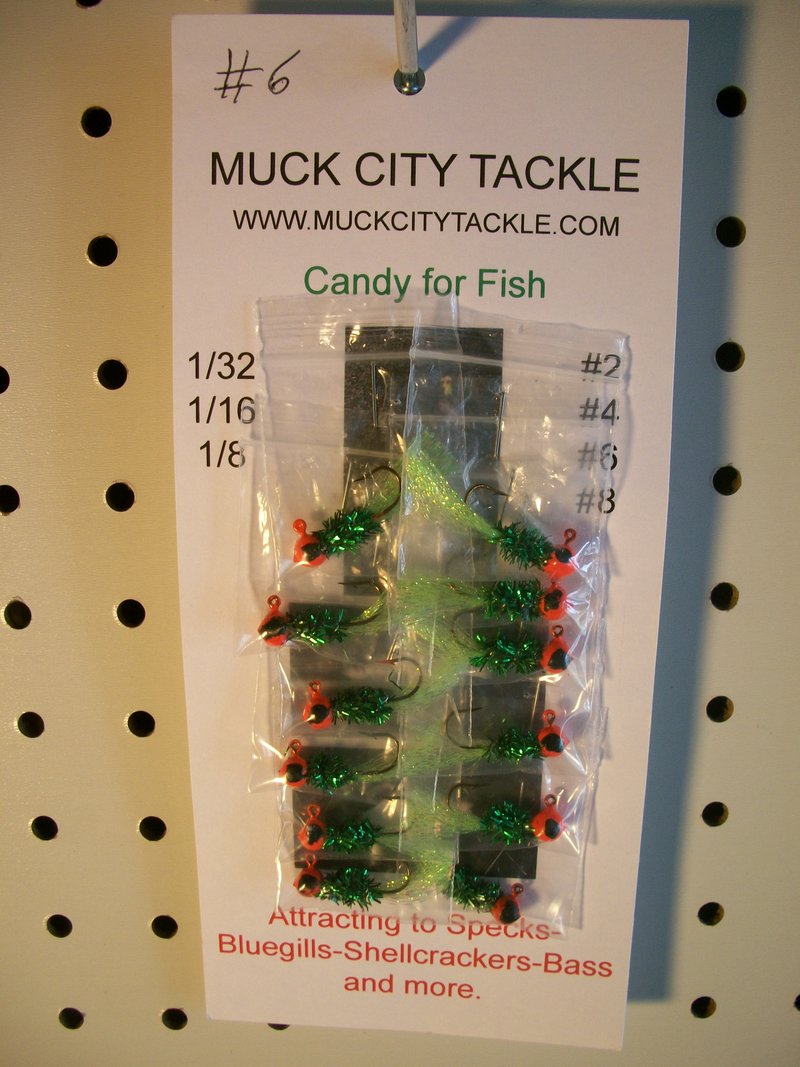 #6
MUCK CITY TACKLE
WWW.MUCKCITYTACKLE.COM
Candy for Fish
1/32 #2
1/16 #4
1/8 #6
#8
Attracting to Specks-
Bluegills-Shellcrackers-Bass
and more.